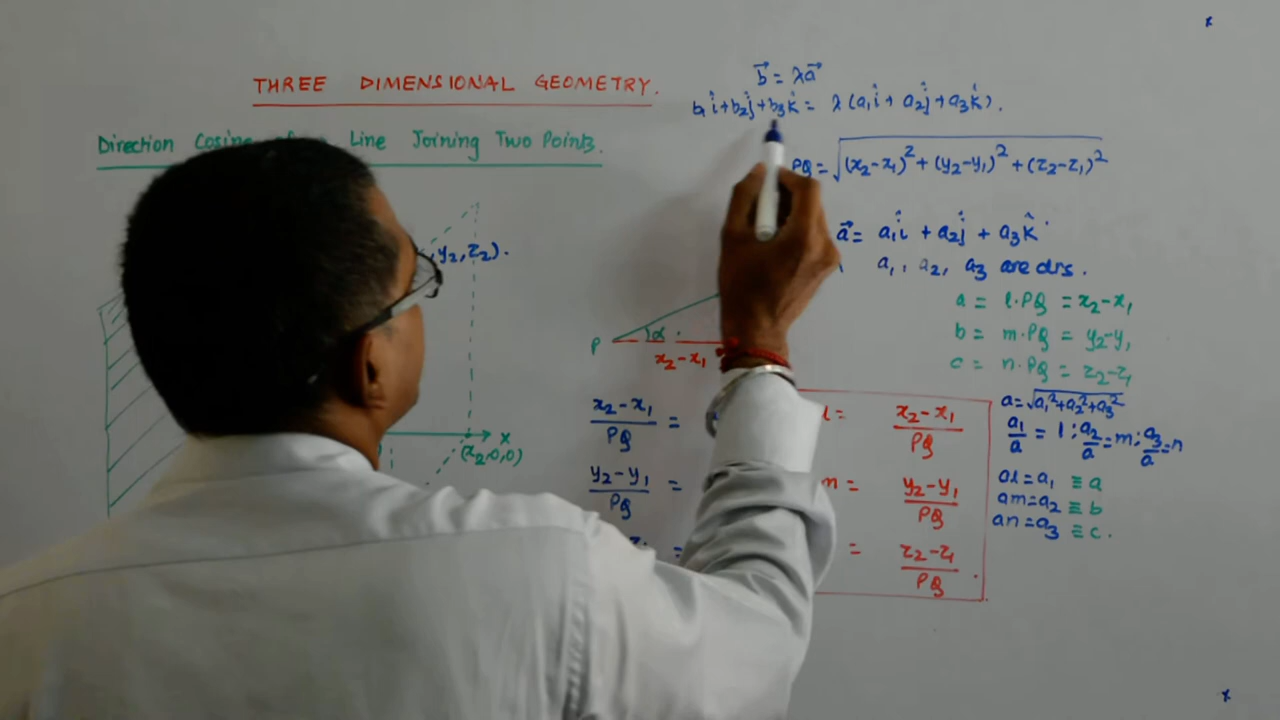 THREE DIMENSIONAL GEOMETRY.
Direction Line Joining Two Points.
b⃗ = λa⃗
b₁î+b₂ĵ+b₃k̂ = λ(a₁î + a₂ĵ + a₃k̂).
PQ = √((x₂-x₁)² + (y₂-y₁)² + (z₂-z₁)²)
a⃗ = a₁î + a₂ĵ + a₃k̂
a₁, a₂, a₃ are drs.
y₂, z₂).
a = l·PQ = x₂-x₁
b = m·PQ = y₂-y₁
c = n·PQ = z₂-z₁
P α
x₂-x₁
X
(x₂,0,0)
(x₂-x₁)/PQ =
(y₂-y₁)/PQ =
=
l = (x₂-x₁)/PQ
m = (y₂-y₁)/PQ
= (z₂-z₁)/PQ.
a = √(a₁²+a₂²+a₃²)
a₁/a = l ; a₂/a = m ; a₃/a = n
al = a₁ ≡ a
am = a₂ ≡ b
an = a₃ ≡ c.